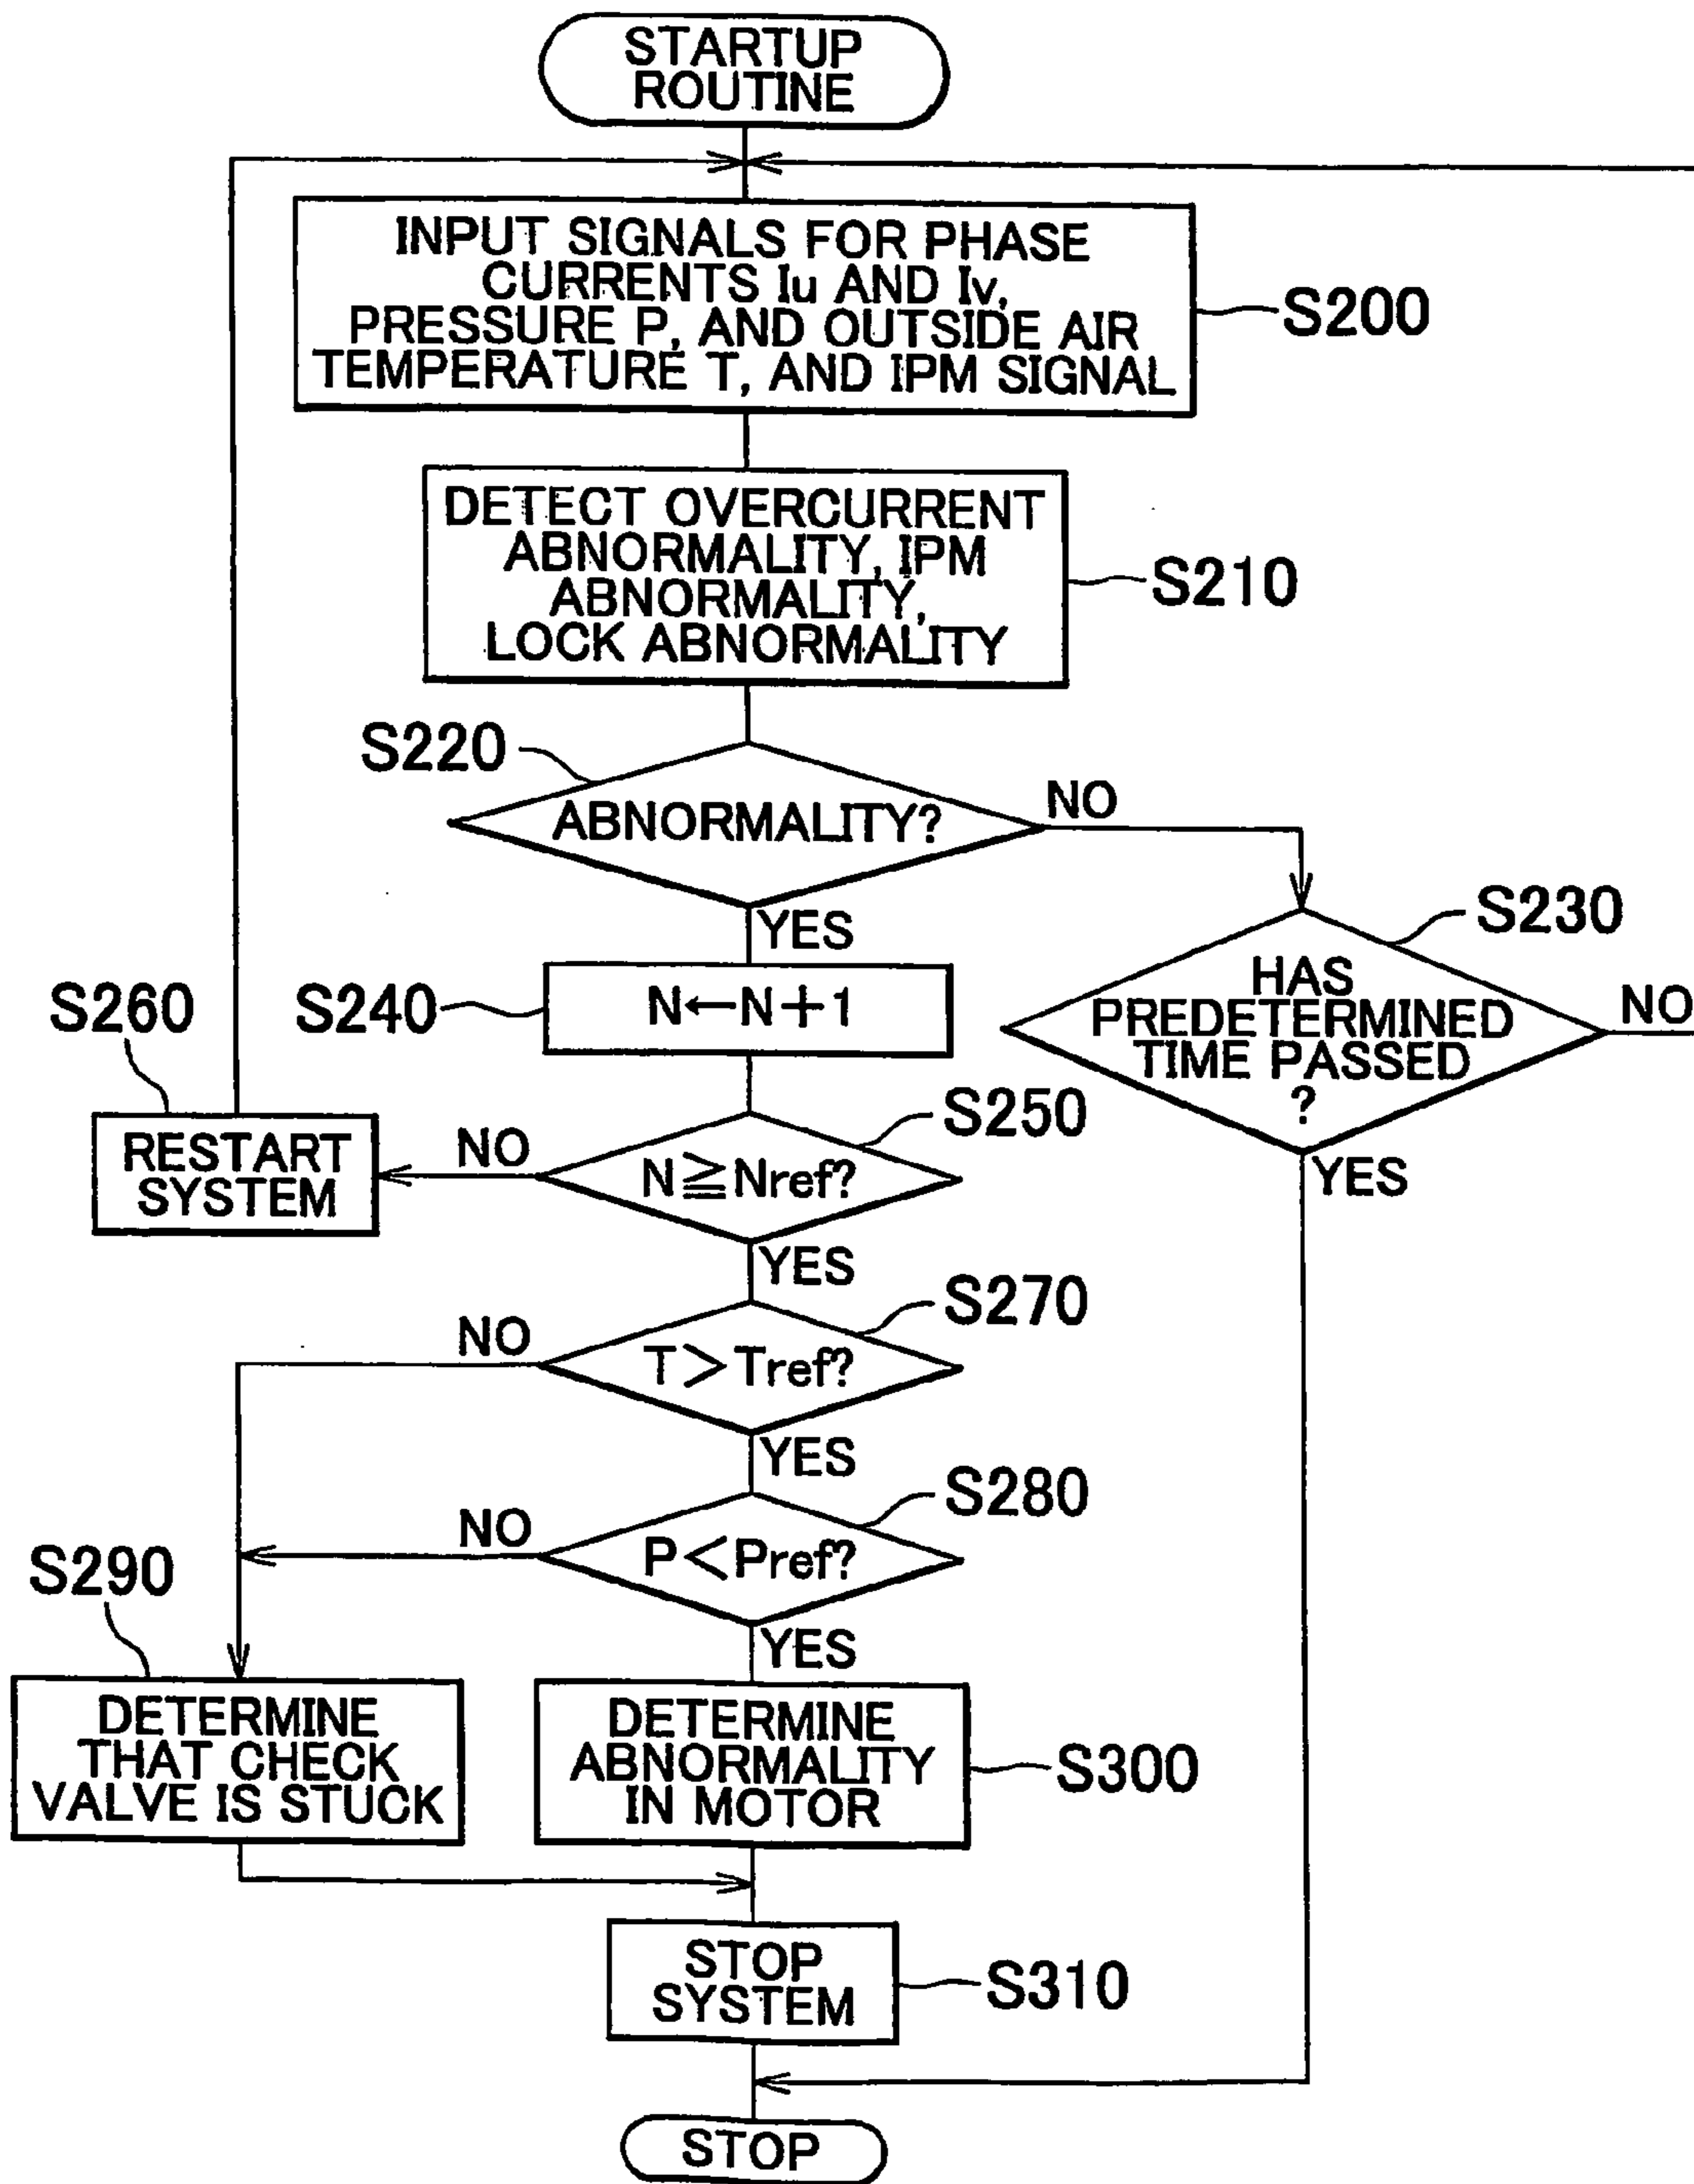 STARTUP
ROUTINE
INPUT SIGNALS FOR PHASE
CURRENTS Iu AND Iv,
PRESSURE P, AND OUTSIDE AIR
TEMPERATURE T, AND IPM SIGNAL
S200
DETECT OVERCURRENT
ABNORMALITY, IPM
ABNORMALITY,
LOCK ABNORMALITY
S210
S220
ABNORMALITY?
NO
YES
S230
HAS
PREDETERMINED
TIME PASSED
?
NO
YES
S240
N←N+1
S250
N≧Nref?
NO
YES
S260
RESTART
SYSTEM
S270
T>Tref?
NO
YES
S280
P<Pref?
NO
YES
S290
DETERMINE
THAT CHECK
VALVE IS STUCK
DETERMINE
ABNORMALITY
IN MOTOR
S300
STOP
SYSTEM
S310
STOP